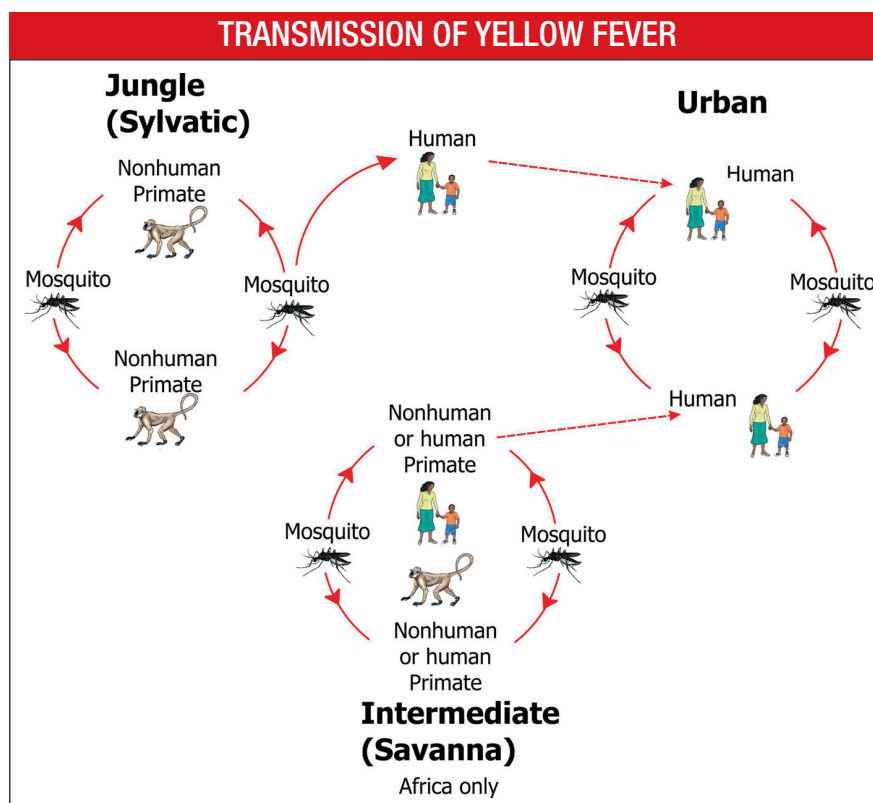 TRANSMISSION OF YELLOW FEVER
Jungle
(Sylvatic)
Urban
Human
Nonhuman
Primate
Human
Mosquito
Mosquito
Mosquito
Mosquito
Nonhuman
Primate
Human
Nonhuman
or human
Primate
Mosquito
Mosquito
Nonhuman
or human
Primate
Intermediate
(Savanna)
Africa only